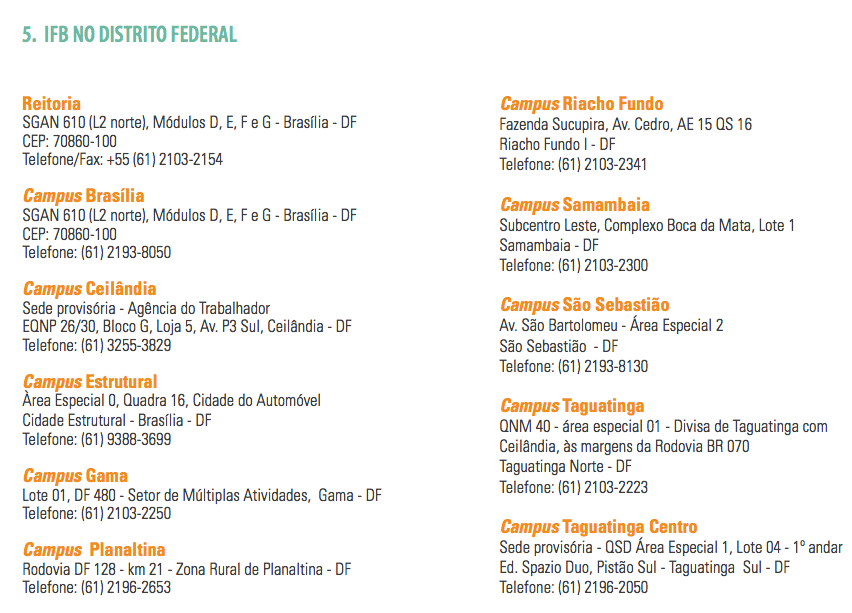 5. IFB NO DISTRITO FEDERAL
Reitoria
SGAN 610 (L2 norte), Módulos D, E, F e G - Brasília - DF
CEP: 70860-100
Telefone/Fax: +55 (61) 2103-2154
Campus Brasília
SGAN 610 (L2 norte), Módulos D, E, F e G - Brasília - DF
CEP: 70860-100
Telefone: (61) 2193-8050
Campus Ceilândia
Sede provisória - Agência do Trabalhador
EQNP 26/30, Bloco G, Loja 5, Av. P3 Sul, Ceilândia - DF
Telefone: (61) 3255-3829
Campus Estrutural
Àrea Especial 0, Quadra 16, Cidade do Automóvel
Cidade Estrutural - Brasília - DF
Telefone: (61) 9388-3699
Campus Gama
Lote 01, DF 480 - Setor de Múltiplas Atividades, Gama - DF
Telefone: (61) 2103-2250
Campus Planaltina
Rodovia DF 128 - km 21 - Zona Rural de Planaltina - DF
Telefone: (61) 2196-2653
Campus Riacho Fundo
Fazenda Sucupira, Av. Cedro, AE 15 QS 16
Riacho Fundo I - DF
Telefone: (61) 2103-2341
Campus Samambaia
Subcentro Leste, Complexo Boca da Mata, Lote 1
Samambaia - DF
Telefone: (61) 2103-2300
Campus São Sebastião
Av. São Bartolomeu - Área Especial 2
São Sebastião - DF
Telefone: (61) 2193-8130
Campus Taguatinga
QNM 40 - área especial 01 - Divisa de Taguatinga com
Ceilândia, às margens da Rodovia BR 070
Taguatinga Norte - DF
Telefone: (61) 2103-2223
Campus Taguatinga Centro
Sede provisória - QSD Área Especial 1, Lote 04 - 1º andar
Ed. Spazio Duo, Pistão Sul - Taguatinga Sul - DF
Telefone: (61) 2196-2050